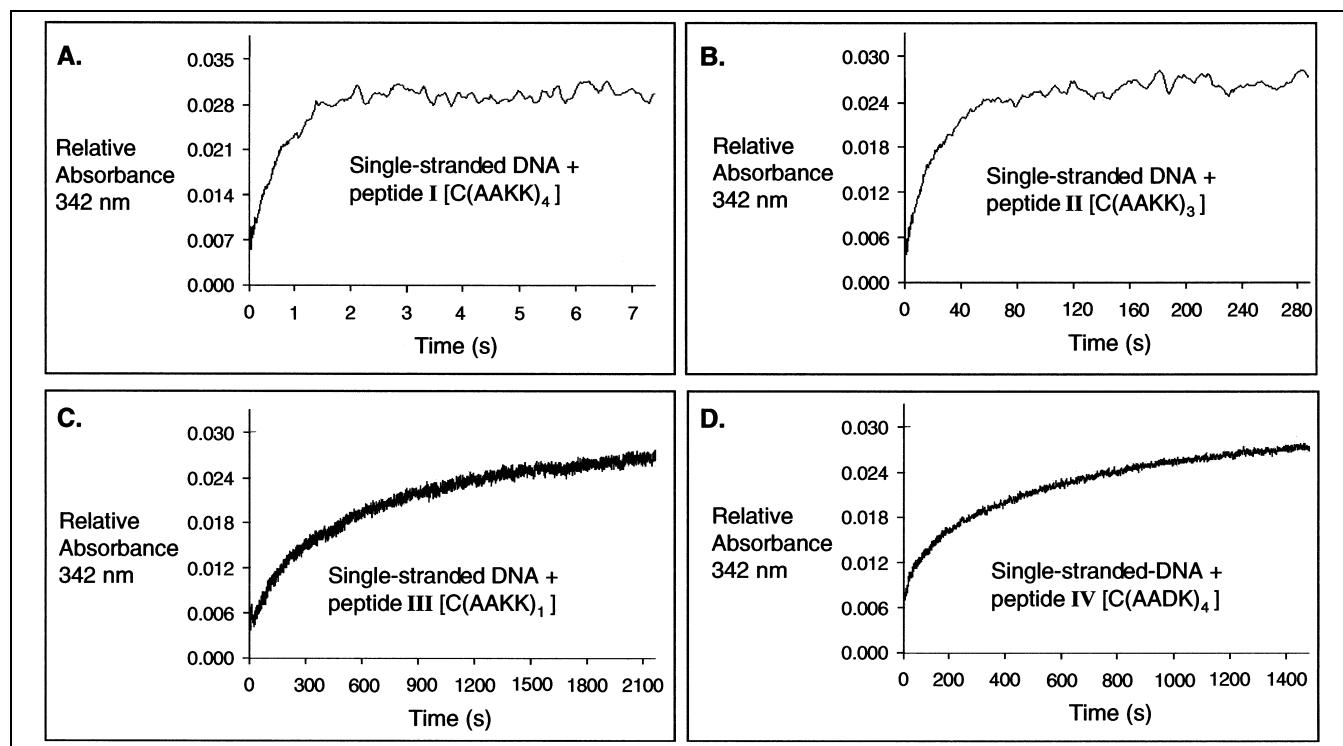 A.
0.035
0.028
0.021
0.014
0.007
0.000
Relative
Absorbance
342 nm
Single-stranded DNA +
peptide I [C(AAKK)4]
0 1 2 3 4 5 6 7
Time (s)
B.
0.030
0.024
0.018
0.012
0.006
0.000
Relative
Absorbance
342 nm
Single-stranded DNA +
peptide II [C(AAKK)3]
0 40 80 120 160 200 240 280
Time (s)
C.
0.030
0.024
0.018
0.012
0.006
0.000
Relative
Absorbance
342 nm
Single-stranded DNA +
peptide III [C(AAKK)1]
0 300 600 900 1200 1500 1800 2100
Time (s)
D.
0.030
0.024
0.018
0.012
0.006
0.000
Relative
Absorbance
342 nm
Single-stranded-DNA +
peptide IV [C(AADK)4]
0 200 400 600 800 1000 1200 1400
Time (s)